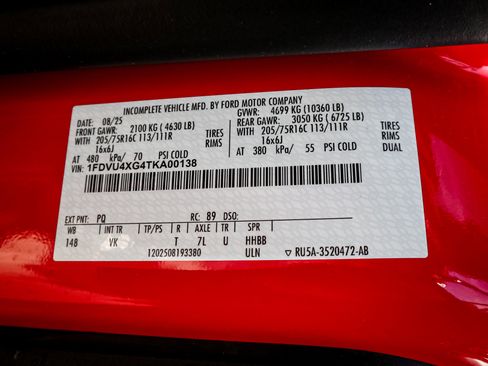 INCOMPLETE VEHICLE MFD. BY FORD MOTOR COMPANY
DATE: 08/25 GVWR: 4699 KG (10360 LB)
FRONT GAWR: 2100 KG ( 4630 LB) REAR GAWR: 3050 KG ( 6725 LB)
WITH 205/75R16C 113/111R TIRES WITH 205/75R16C 113/111R TIRES
16x6J RIMS 16x6J RIMS
AT 480 kPa/ 70 PSI COLD AT 380 kPa/ 55 PSI COLD DUAL
VIN: 1FDVU4XG4TKA00138
EXT PNT: PQ RC: 89 DSO:
WB INT TR TP/PS R AXLE TR SPR
148 VK T 7L U HHBB
1202508193380 ULN ▽ RU5A-3520472-AB